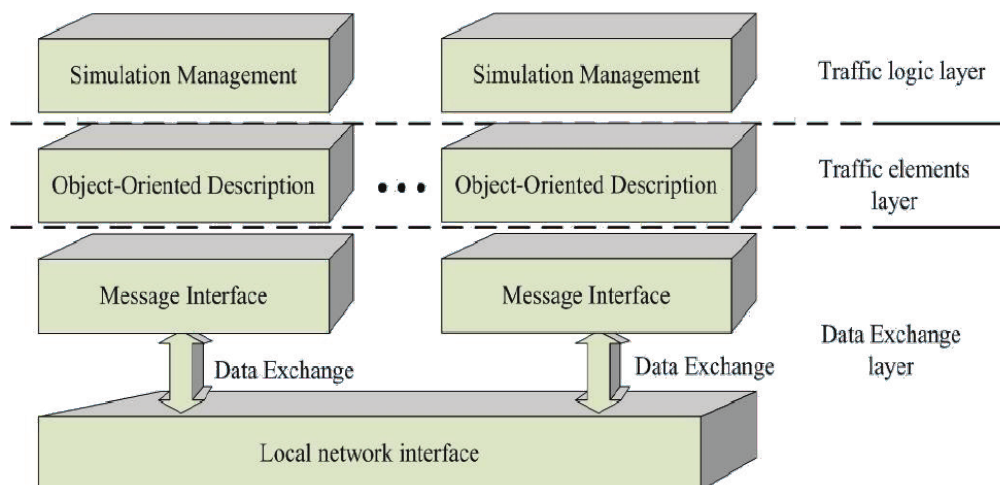 Simulation Management
Simulation Management
Traffic logic layer
Object-Oriented Description
Object-Oriented Description
Traffic elements
layer
Message Interface
Message Interface
Data Exchange
Data Exchange
Data Exchange
layer
Local network interface